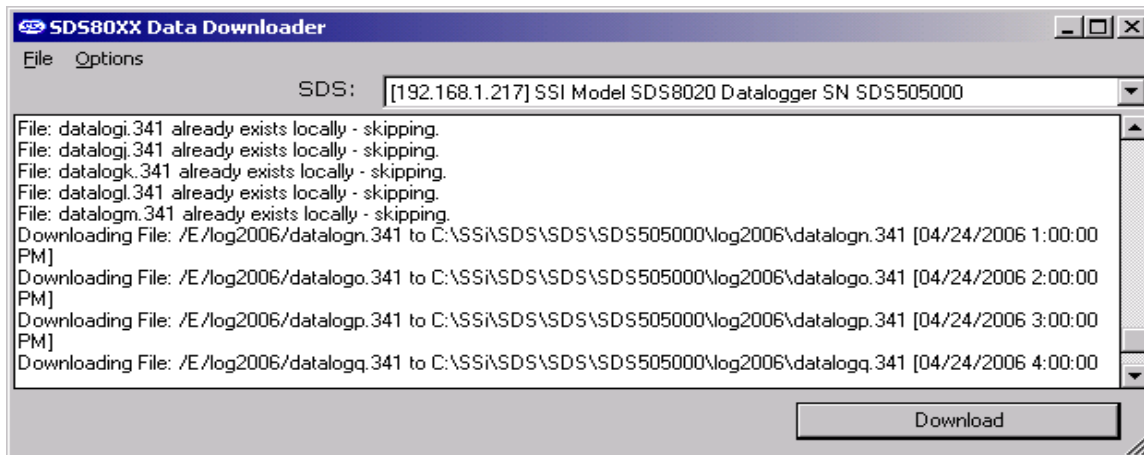 SDS80XX Data Downloader
File Options
SDS: [192.168.1.217] SSI Model SDS8020 Datalogger SN SDS505000
File: datalogi.341 already exists locally - skipping.
File: datalogj.341 already exists locally - skipping.
File: datalogk.341 already exists locally - skipping.
File: datalogl.341 already exists locally - skipping.
File: datalogm.341 already exists locally - skipping.
Downloading File: /E/log2006/datalogn.341 to C:\SSi\SDS\SDS\SDS505000\log2006\datalogn.341 [04/24/2006 1:00:00
PM]
Downloading File: /E/log2006/datalogo.341 to C:\SSi\SDS\SDS\SDS505000\log2006\datalogo.341 [04/24/2006 2:00:00
PM]
Downloading File: /E/log2006/datalogp.341 to C:\SSi\SDS\SDS\SDS505000\log2006\datalogp.341 [04/24/2006 3:00:00
PM]
Downloading File: /E/log2006/datalogq.341 to C:\SSi\SDS\SDS\SDS505000\log2006\datalogq.341 [04/24/2006 4:00:00
Download